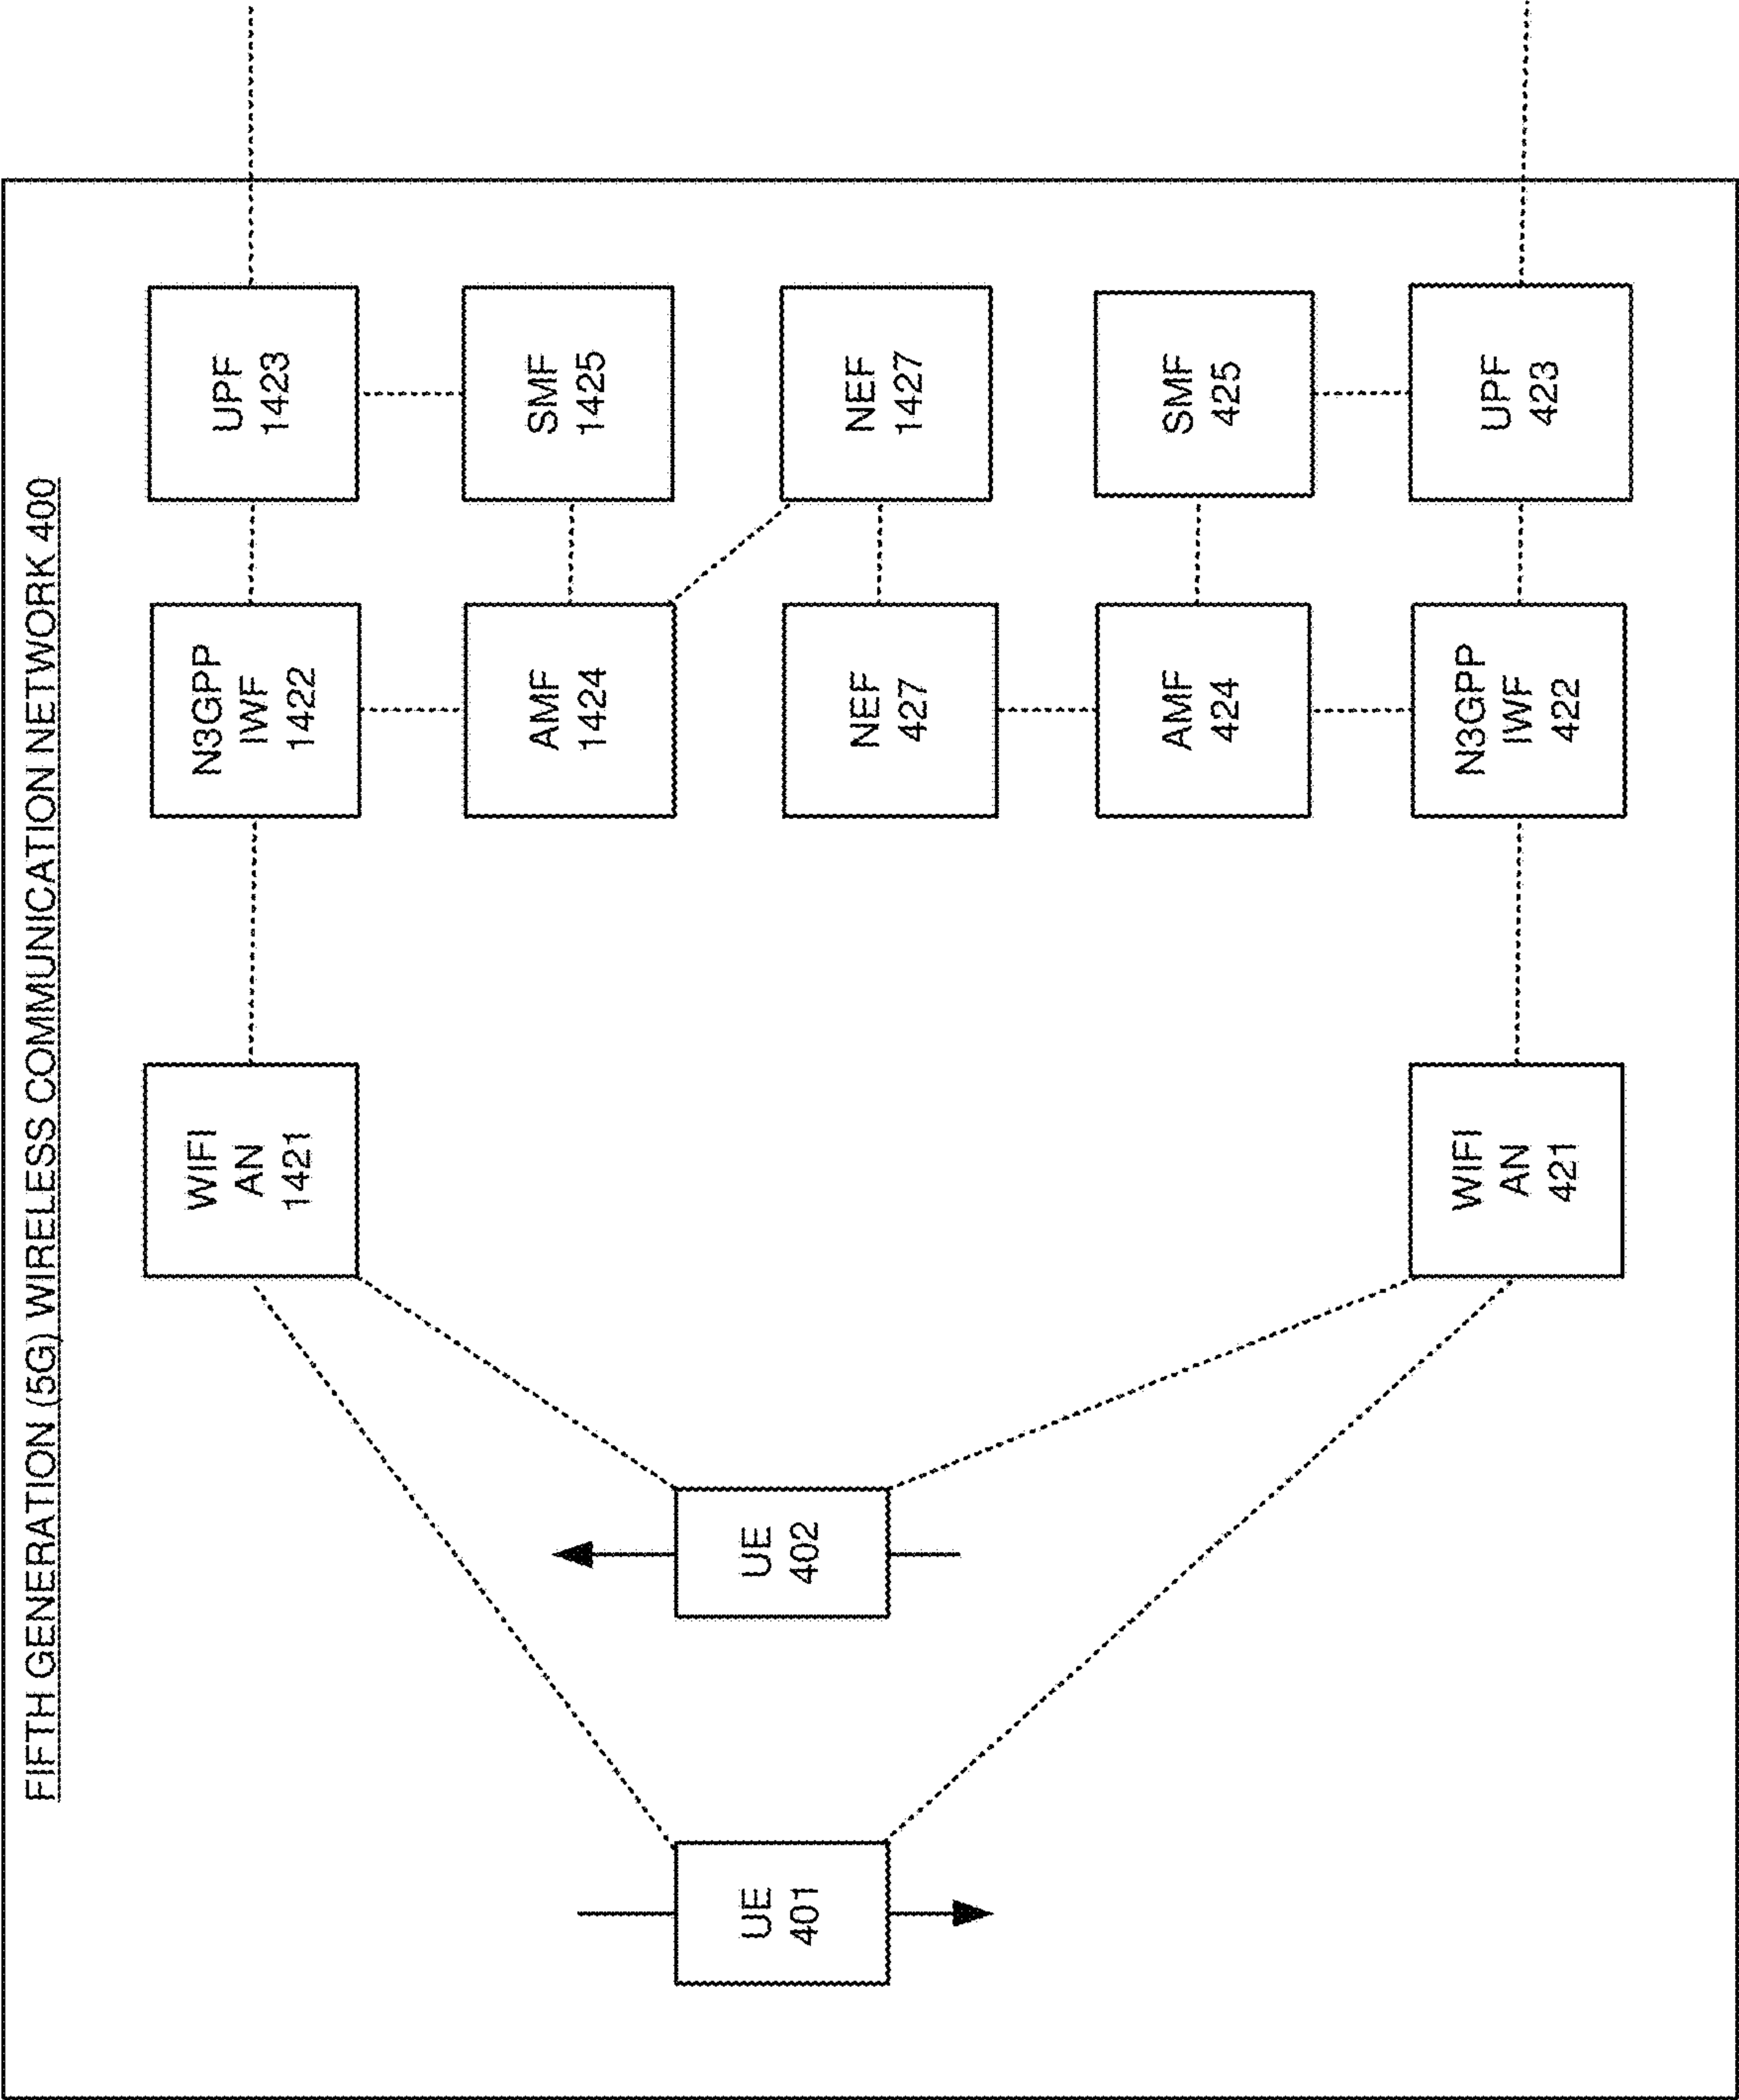 FIFTH GENERATION (5G) WIRELESS COMMUNICATION NETWORK 400
UE
401
UE
402
WIFI
AN
1421
N3GPP
IWF
1422
UPF
1423
AMF
1424
SMF
1425
NEF
427
NEF
1427
AMF
424
SMF
425
WIFI
AN
421
N3GPP
IWF
422
UPF
423